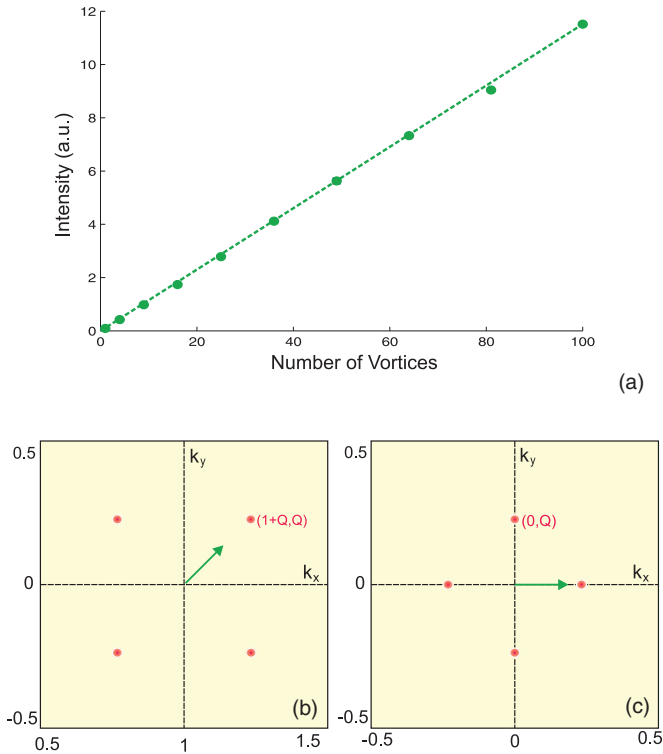 12
10
8
6
4
2
0
Intensity (a.u.)
0 20 40 60 80 100
Number of Vortices
(a)
0.5
k_y
(1+Q,Q)
0
k_x
-0.5
(b)
0.5 1 1.5
0.5
k_y
(0,Q)
0
k_x
-0.5
(c)
-0.5 0 0.5